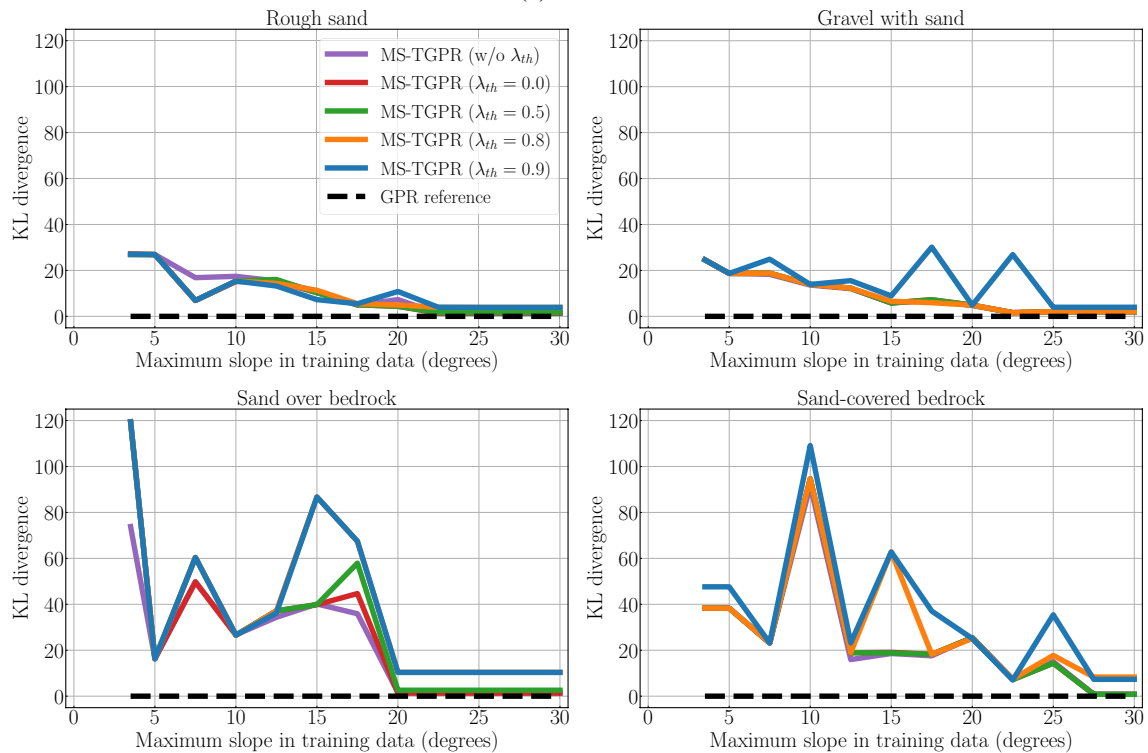 Rough sand
120
100
80
60
40
20
0
KL divergence
0 5 10 15 20 25 30
Maximum slope in training data (degrees)
MS-TGPR (w/o λ_th)
MS-TGPR (λ_th = 0.0)
MS-TGPR (λ_th = 0.5)
MS-TGPR (λ_th = 0.8)
MS-TGPR (λ_th = 0.9)
GPR reference
Gravel with sand
120
100
80
60
40
20
0
KL divergence
0 5 10 15 20 25 30
Maximum slope in training data (degrees)
Sand over bedrock
120
100
80
60
40
20
0
KL divergence
0 5 10 15 20 25 30
Maximum slope in training data (degrees)
Sand-covered bedrock
120
100
80
60
40
20
0
KL divergence
0 5 10 15 20 25 30
Maximum slope in training data (degrees)